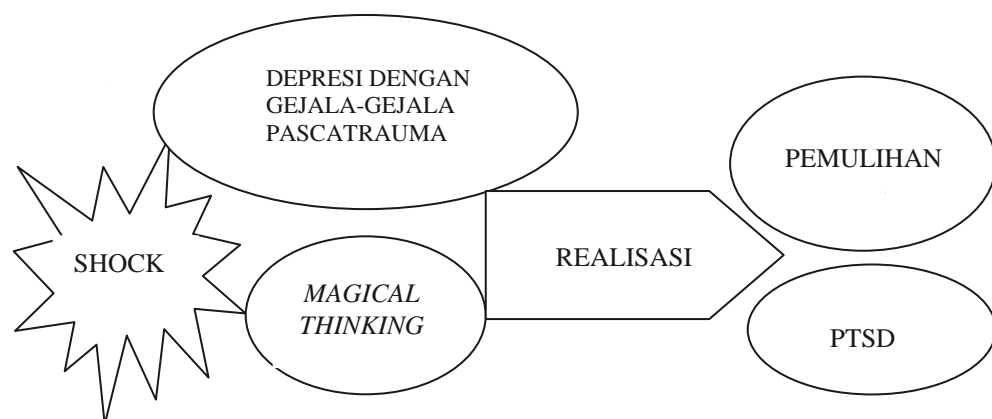 DEPRESI DENGAN
GEJALA-GEJALA
PASCATRAUMA
PEMULIHAN
SHOCK
REALISASI
MAGICAL
THINKING
PTSD